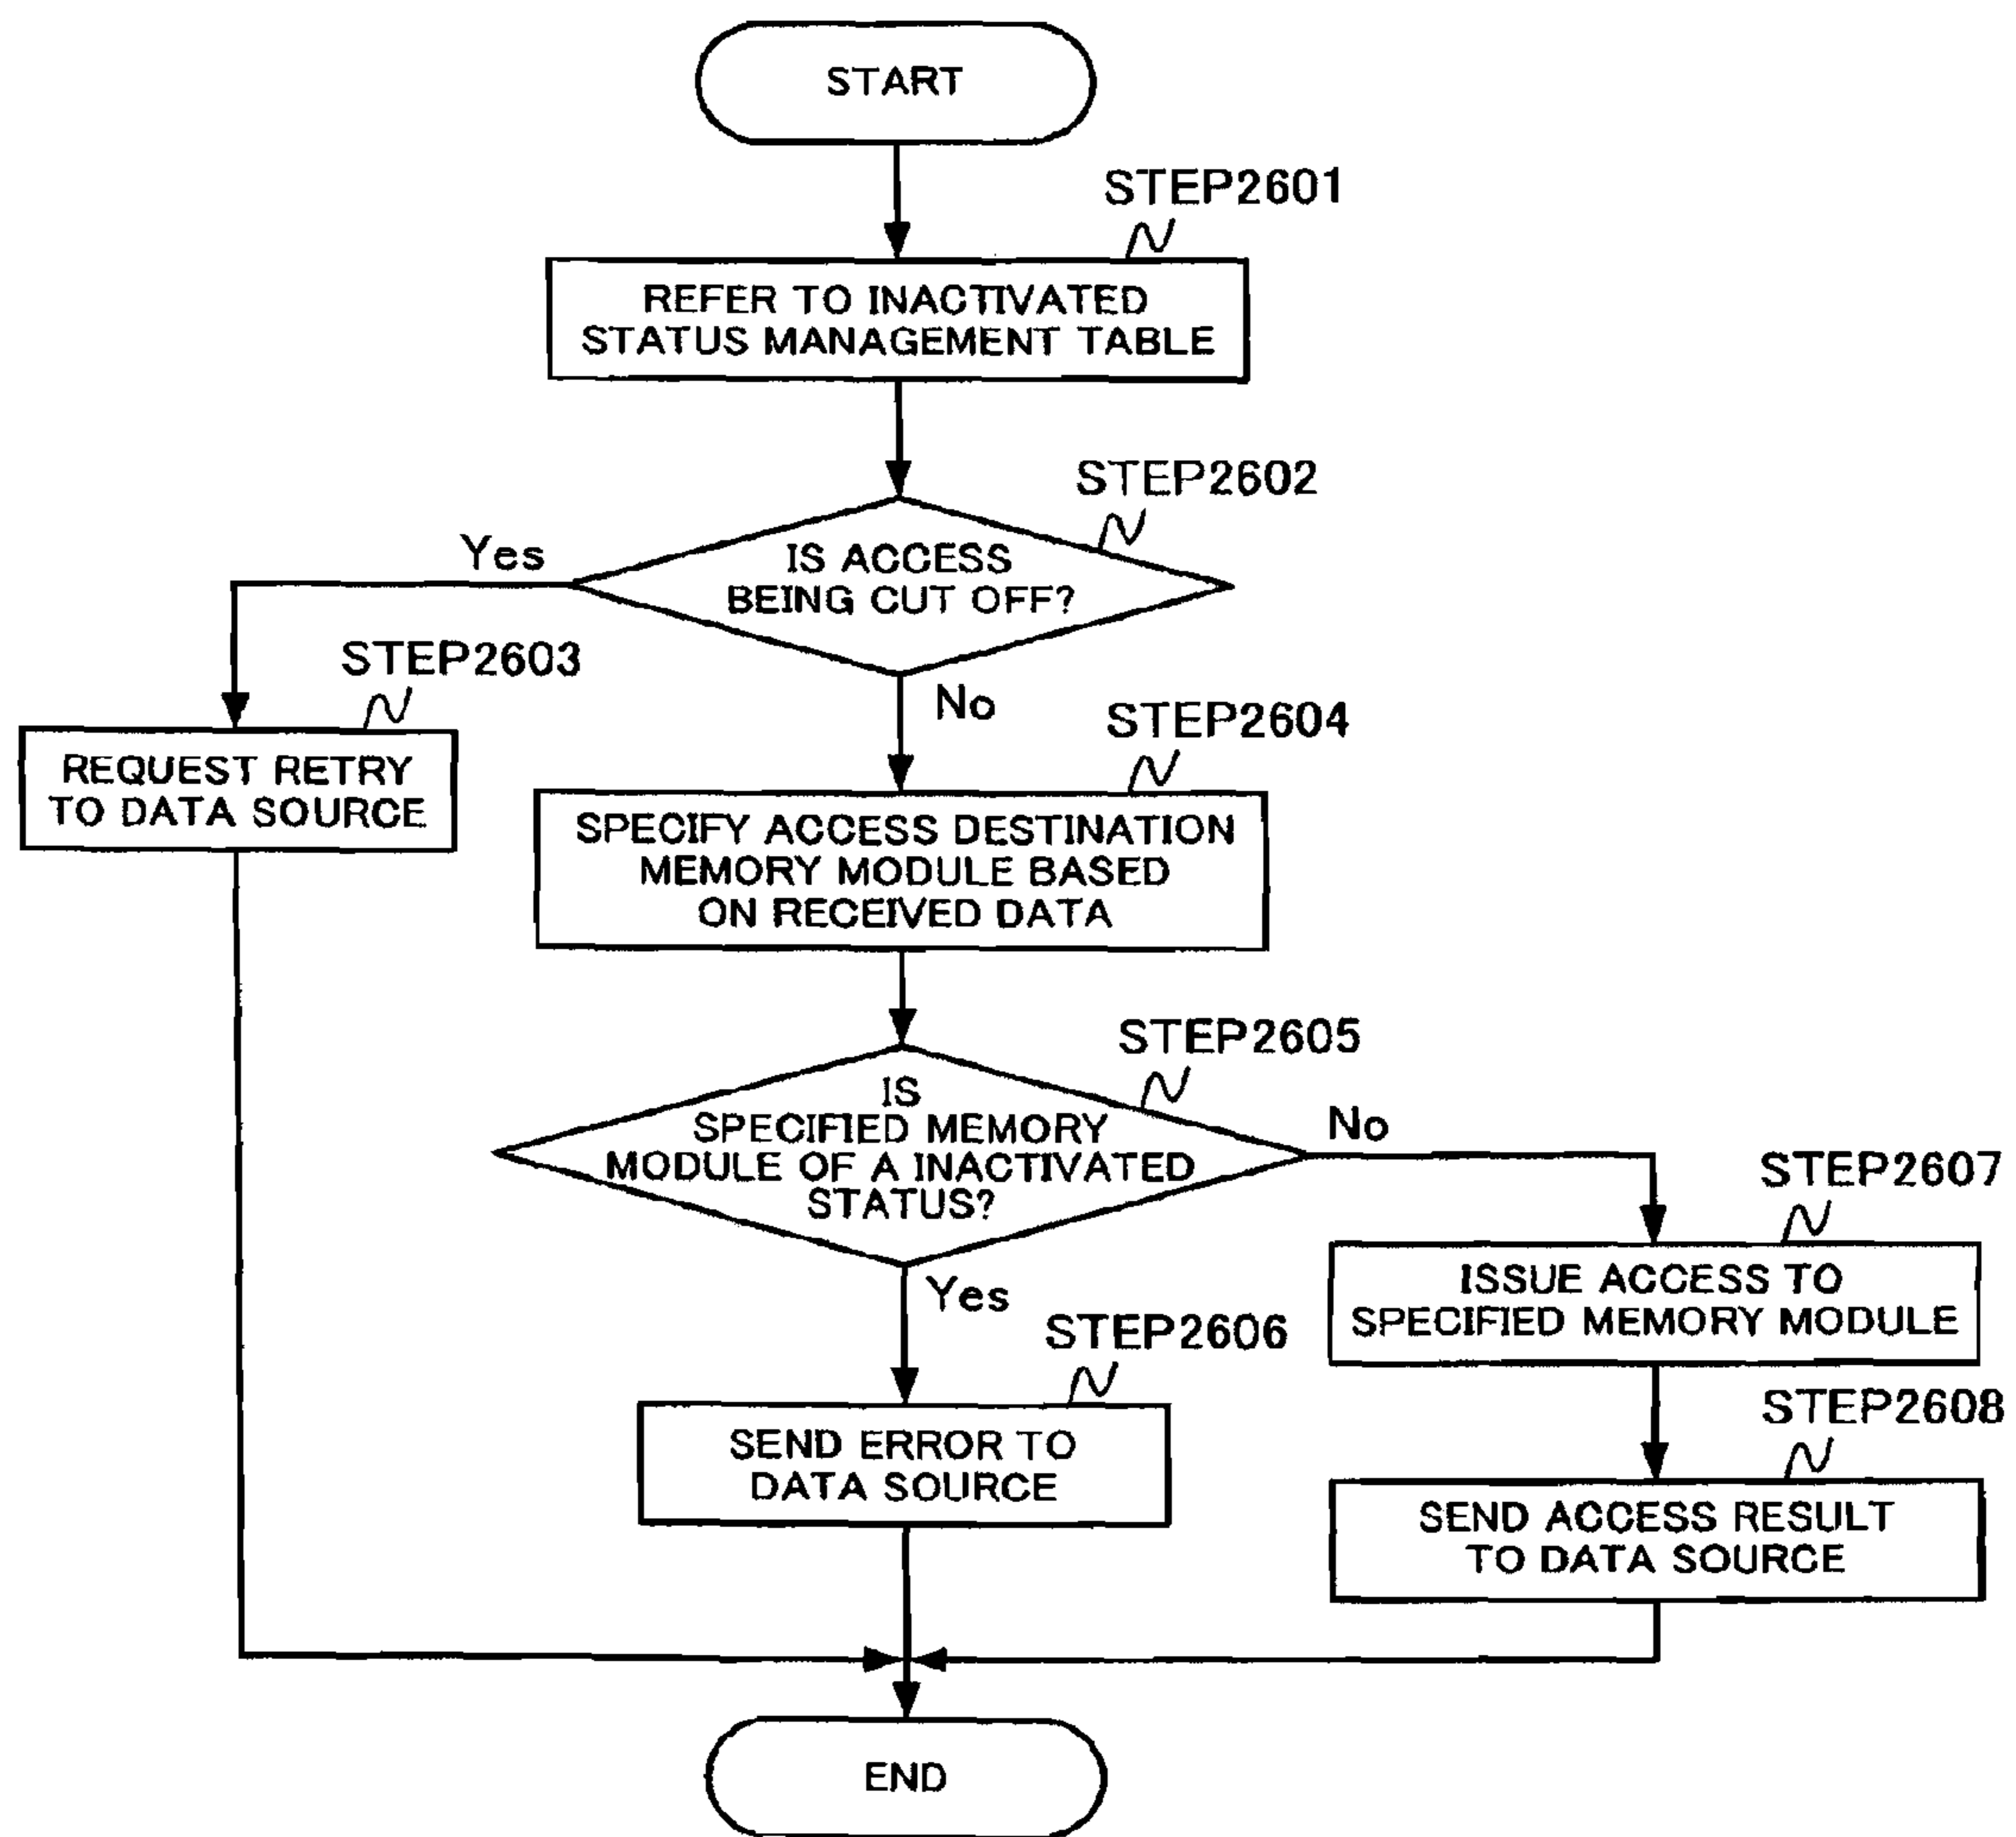 START
STEP2601
REFER TO INACTIVATED
STATUS MANAGEMENT TABLE
STEP2602
Yes
IS ACCESS
BEING CUT OFF?
STEP2603
No
REQUEST RETRY
TO DATA SOURCE
STEP2604
SPECIFY ACCESS DESTINATION
MEMORY MODULE BASED
ON RECEIVED DATA
STEP2605
IS
SPECIFIED MEMORY
MODULE OF A INACTIVATED
STATUS?
No
Yes
STEP2606
SEND ERROR TO
DATA SOURCE
STEP2607
ISSUE ACCESS TO
SPECIFIED MEMORY MODULE
STEP2608
SEND ACCESS RESULT
TO DATA SOURCE
END